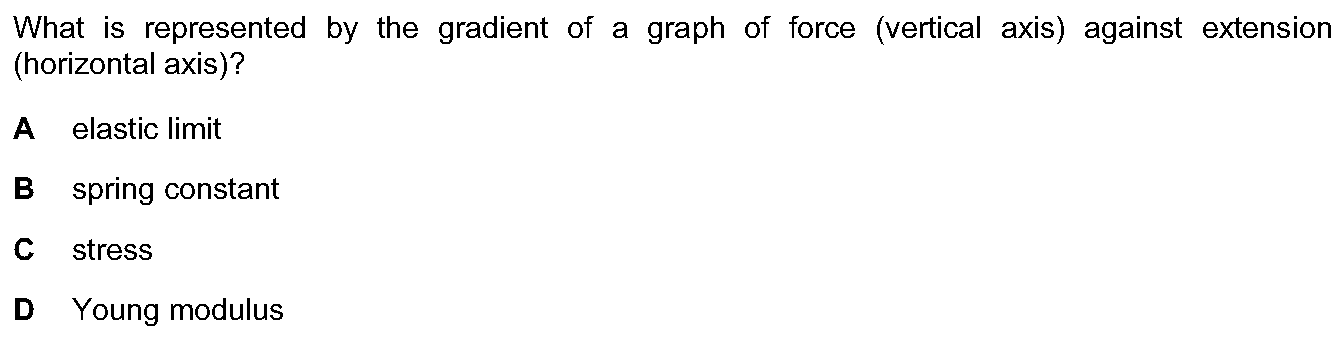 What is represented by the gradient of a graph of force (vertical axis) against extension
(horizontal axis)?
A elastic limit
B spring constant
C stress
D Young modulus